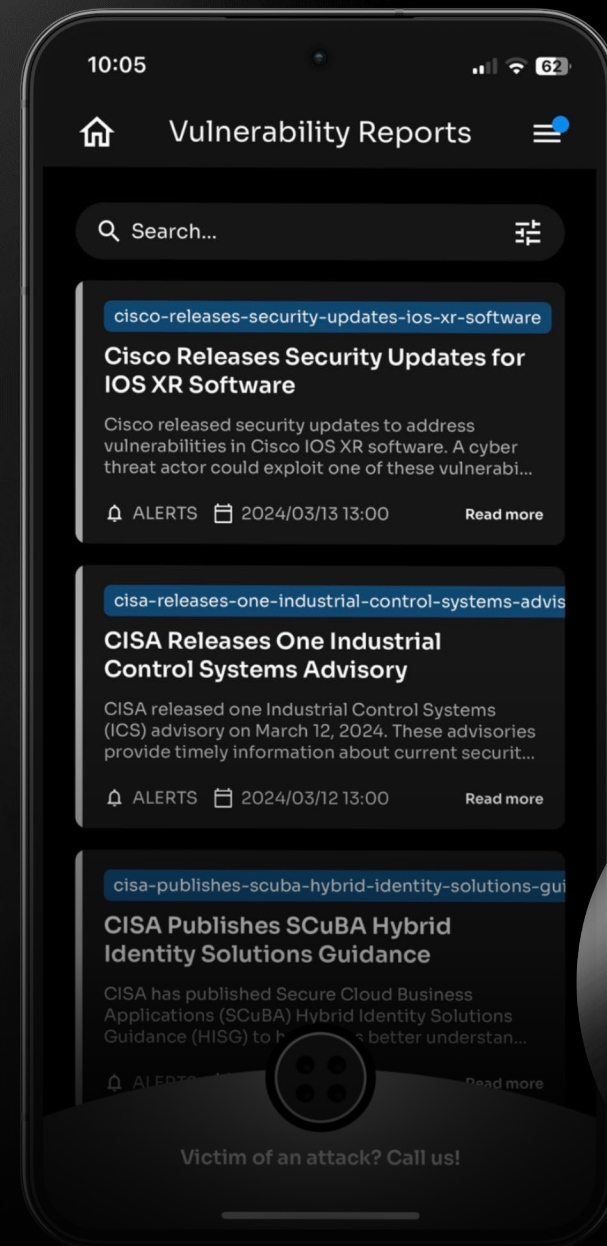 10:05
62
Vulnerability Reports
Search...
cisco-releases-security-updates-ios-xr-software
Cisco Releases Security Updates for
IOS XR Software
Cisco released security updates to address
vulnerabilities in Cisco IOS XR software. A cyber
threat actor could exploit one of these vulnerabi...
ALERTS 2024/03/13 13:00 Read more
cisa-releases-one-industrial-control-systems-advis
CISA Releases One Industrial
Control Systems Advisory
CISA released one Industrial Control Systems
(ICS) advisory on March 12, 2024. These advisories
provide timely information about current securit...
ALERTS 2024/03/12 13:00 Read more
cisa-publishes-scuba-hybrid-identity-solutions-gui
CISA Publishes SCuBA Hybrid
Identity Solutions Guidance
CISA has published Secure Cloud Business
Applications (SCuBA) Hybrid Identity Solutions
Guidance (HISG) to better understan...
ALERTS Read more
Victim of an attack? Call us!